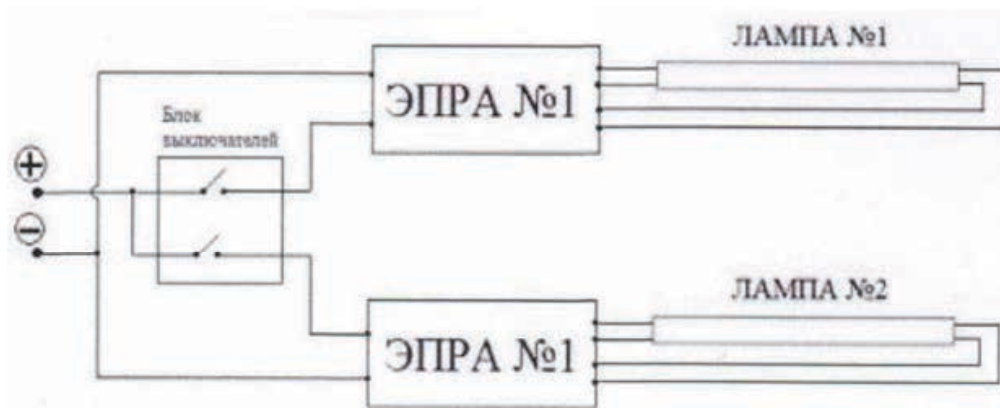 ЛАМПА №1
ЭПРА №1
Блок
выключателей
+
−
ЛАМПА №2
ЭПРА №1